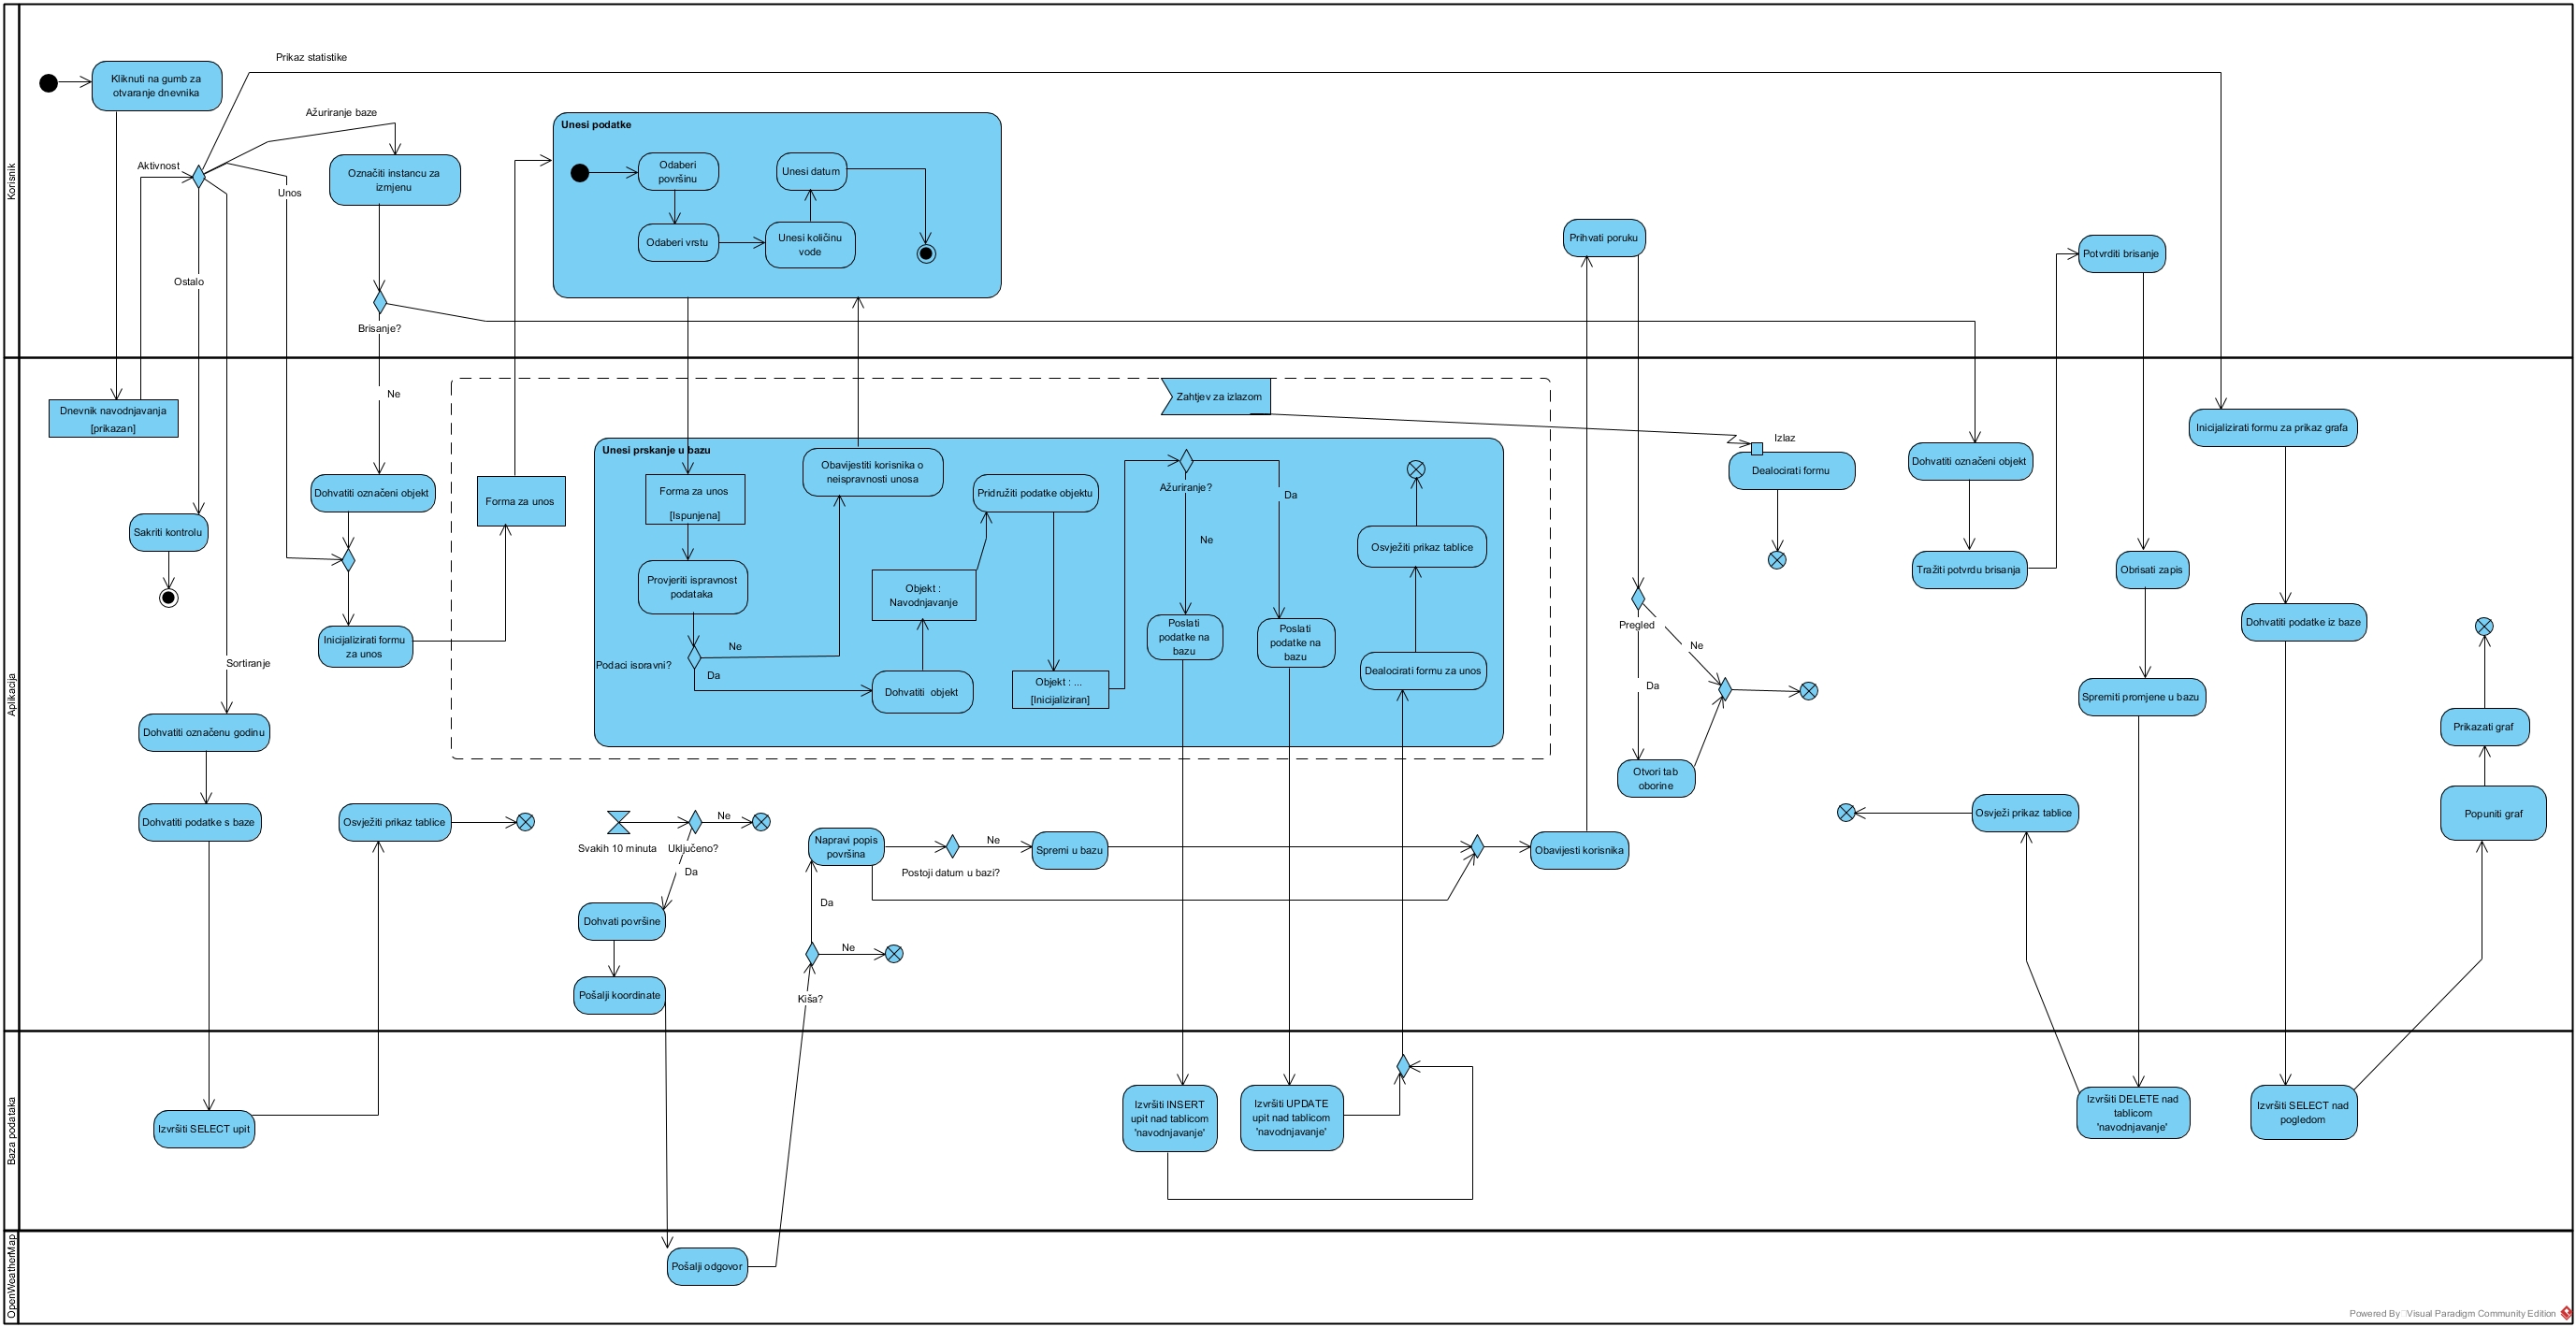 Korisnik
Kliknuti na gumb za
otvaranje dnevnika
Prikaz statistike
Ažuriranje baze
Aktivnost
Unos
Ostalo
Označiti instancu za
izmjenu
Brisanje?
Unesi podatke
Odaberi
površinu
Odaberi vrstu
Unesi količinu
vode
Unesi datum
Prihvati poruku
Potvrditi brisanje
Aplikacija
Dnevnik navodnjavanja
[prikazan]
Ne
Sakriti kontrolu
Dohvatiti označeni objekt
Inicijalizirati formu
za unos
Sortiranje
Forma za unos
Zahtjev za izlazom
Unesi prskanje u bazu
Forma za unos
[Ispunjena]
Provjeriti ispravnost
podataka
Podaci ispravni?
Ne
Da
Obavijestiti korisnika o
neispravnosti unosa
Objekt :
Navodnjavanje
Dohvatiti  objekt
Pridružiti podatke objektu
Objekt : ...
[Inicijaliziran]
Ažuriranje?
Ne
Da
Poslati
podatke na
bazu
Poslati
podatke na
bazu
Osvježiti prikaz tablice
Dealocirati formu za unos
Izlaz
Dealocirati formu
Pregled
Ne
Da
Otvori tab
oborine
Dohvatiti označeni objekt
Tražiti potvrdu brisanja
Obrisati zapis
Spremiti promjene u bazu
Osvježi prikaz tablice
Inicijalizirati formu za prikaz grafa
Dohvatiti podatke iz baze
Prikazati graf
Popuniti graf
Dohvatiti označenu godinu
Dohvatiti podatke s baze
Osvježiti prikaz tablice
Svakih 10 minuta
Uključeno?
Ne
Da
Dohvati površine
Pošalji koordinate
Napravi popis
površina
Da
Ne
Kiša?
Postoji datum u bazi?
Ne
Spremi u bazu
Obavijesti korisnika
Baza podataka
Izvršiti SELECT upit
Izvršiti INSERT
upit nad tablicom
'navodnjavanje'
Izvršiti UPDATE
upit nad tablicom
'navodnjavanje'
Izvršiti DELETE nad
tablicom
'navodnjavanje'
Izvršiti SELECT nad
pogledom
OpenWeatherMap
Pošalji odgovor
Powered By Visual Paradigm Community Edition